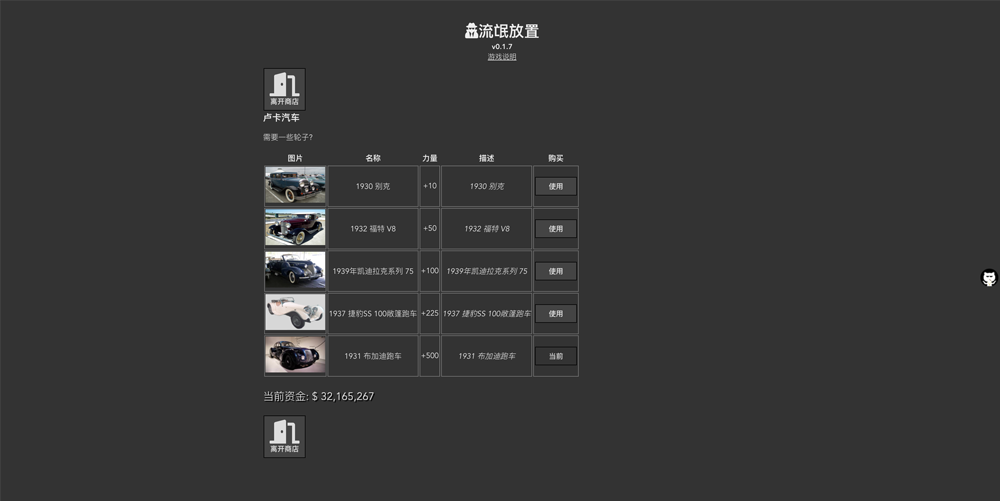 流氓放置
v0.1.7
游戏说明
离开商店
卢卡汽车
需要一些轮子?
图片 名称 力量 描述 购买
1930 别克 +10 1930 别克 使用
1932 福特 V8 +50 1932 福特 V8 使用
1939年凯迪拉克系列 75 +100 1939年凯迪拉克系列 75 使用
1937 捷豹SS 100敞篷跑车 +225 1937 捷豹SS 100敞篷跑车 使用
1931 布加迪跑车 +500 1931 布加迪跑车 当前
当前资金: $ 32,165,267
离开商店